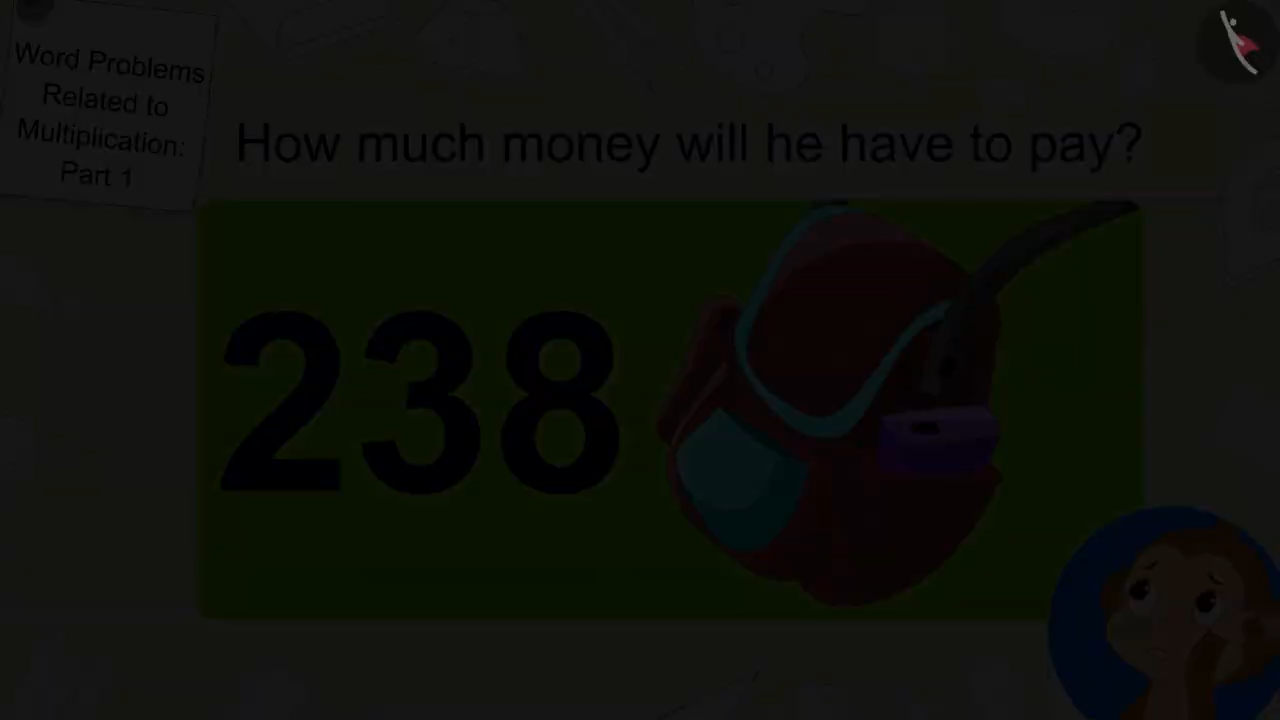 Word Problems
Related to
Multiplication:
Part 1
How much money will he have to pay?
238